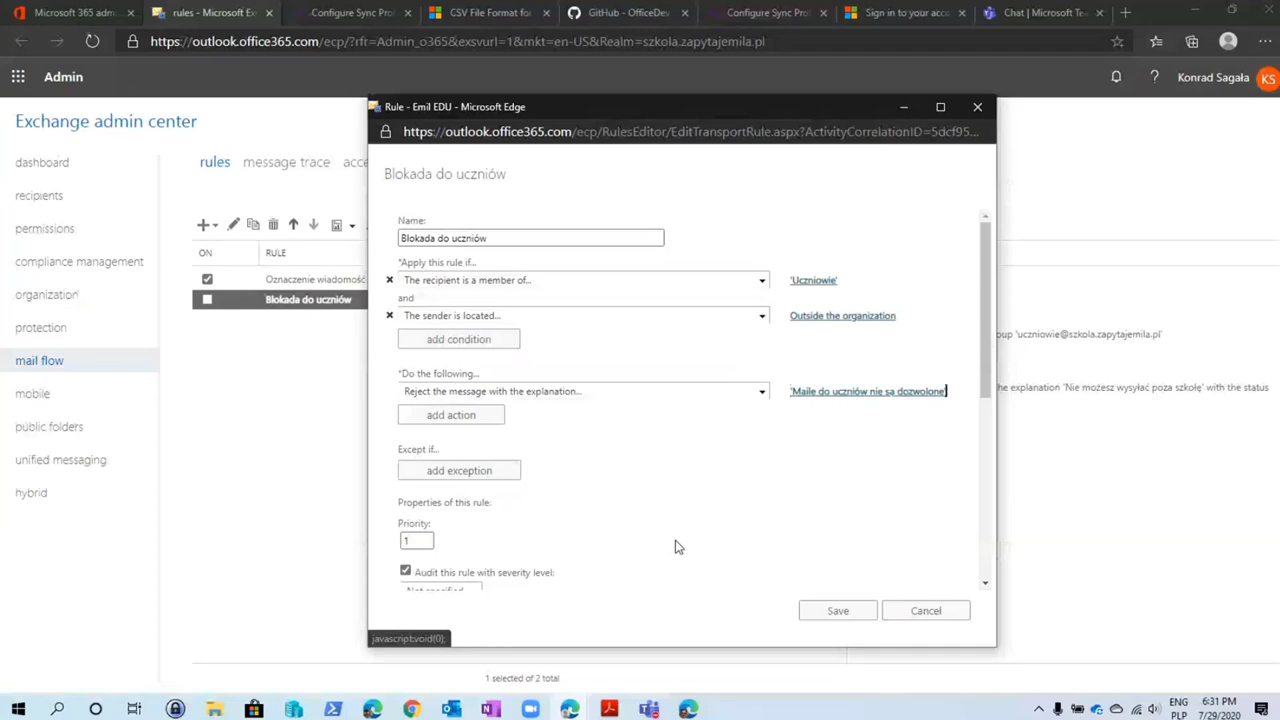 Microsoft 365 admin
rules - Microsoft Ex
Configure Sync Pro
CSV File Format fo
GitHub - OfficeDev
Configure Sync Pro
Sign in to your acc
Chat | Microsoft Te
https://outlook.office365.com/ecp/?rfr=Admin_o365&exsvurl=1&mkt=en-US&Realm=szkola.zapytajemila.pl
Admin
Konrad Sagała
KS
Exchange admin center
dashboard
recipients
permissions
compliance management
organization
protection
mail flow
mobile
public folders
unified messaging
hybrid
rules
message trace
acce
ON
RULE
Oznaczenie wiadomość
Blokada do uczniów
Rule - Emil EDU - Microsoft Edge
https://outlook.office365.com/ecp/RulesEditor/EditTransportRule.aspx?ActivityCorrelationID=5dcf95...
Blokada do uczniów
Name:
Blokada do uczniów
*Apply this rule if...
The recipient is a member of...
'Uczniowie'
and
The sender is located...
Outside the organization
add condition
*Do the following...
Reject the message with the explanation...
'Maile do uczniów nie są dozwolone'
add action
Except if...
add exception
Properties of this rule:
Priority:
1
Audit this rule with severity level:
Not specified
Save
Cancel
javascript:void(0);
oup 'uczniowie@szkola.zapytajemila.pl'
he explanation 'Nie możesz wysyłać poza szkołę' with the status
1 selected of 2 total
ENG
PLP
6:31 PM
7/29/2020